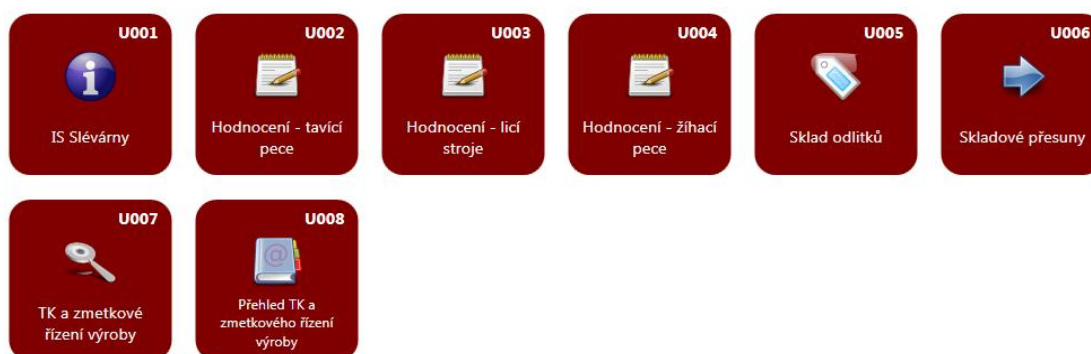 U001
IS Slévárny
U002
Hodnocení - tavící
pece
U003
Hodnocení - licí
stroje
U004
Hodnocení - žíhací
pece
U005
Sklad odlitků
U006
Skladové přesuny
U007
TK a zmetkové
řízení výroby
U008
Přehled TK a
zmetkového řízení
výroby